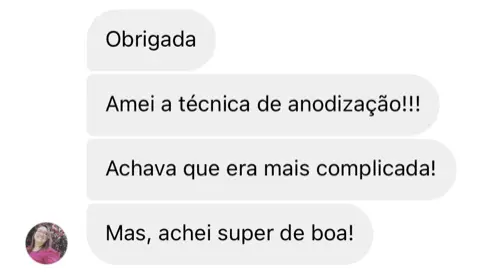 Obrigada
Amei a técnica de anodização!!!
Achava que era mais complicada!
Mas, achei super de boa!